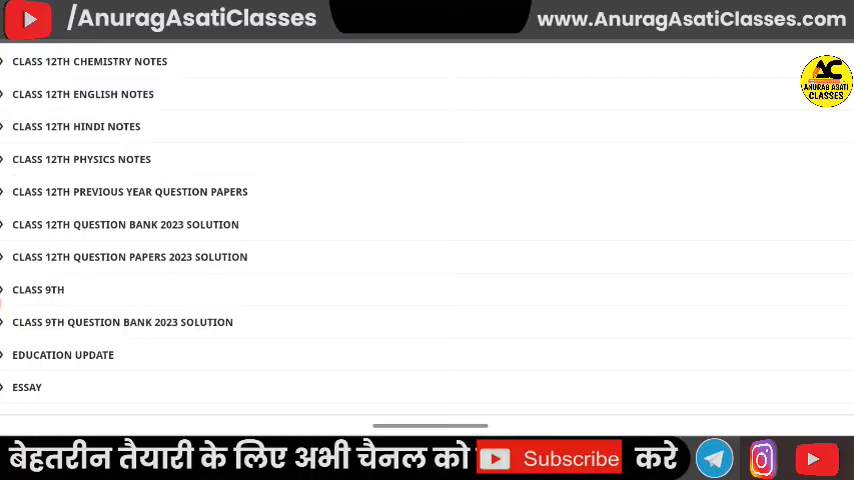 /AnuragAsatiClasses
www.AnuragAsatiClasses.com
CLASS 12TH CHEMISTRY NOTES
AC
ANURAG ASATI
CLASSES
CLASS 12TH ENGLISH NOTES
CLASS 12TH HINDI NOTES
CLASS 12TH PHYSICS NOTES
CLASS 12TH PREVIOUS YEAR QUESTION PAPERS
CLASS 12TH QUESTION BANK 2023 SOLUTION
CLASS 12TH QUESTION PAPERS 2023 SOLUTION
CLASS 9TH
CLASS 9TH QUESTION BANK 2023 SOLUTION
EDUCATION UPDATE
ESSAY
बेहतरीन तैयारी के लिए अभी चैनल को Subscribe करे